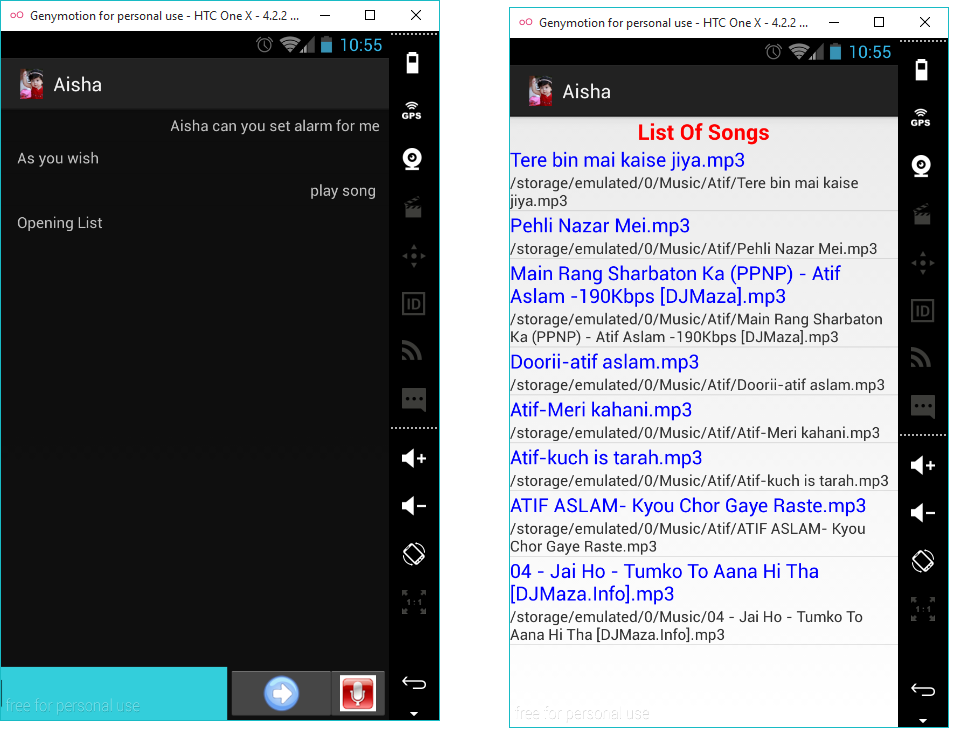 Genymotion for personal use - HTC One X - 4.2.2 ...
10:55
Aisha
Aisha can you set alarm for me
As you wish
play song
Opening List
free for personal use
GPS
ID
1:1
Genymotion for personal use - HTC One X - 4.2.2 ...
10:55
Aisha
List Of Songs
Tere bin mai kaise jiya.mp3
/storage/emulated/0/Music/Atif/Tere bin mai kaise
jiya.mp3
Pehli Nazar Mei.mp3
/storage/emulated/0/Music/Atif/Pehli Nazar Mei.mp3
Main Rang Sharbaton Ka (PPNP) - Atif
Aslam -190Kbps [DJMaza].mp3
/storage/emulated/0/Music/Atif/Main Rang Sharbaton
Ka (PPNP) - Atif Aslam -190Kbps [DJMaza].mp3
Doorii-atif aslam.mp3
/storage/emulated/0/Music/Atif/Doorii-atif aslam.mp3
Atif-Meri kahani.mp3
/storage/emulated/0/Music/Atif/Atif-Meri kahani.mp3
Atif-kuch is tarah.mp3
/storage/emulated/0/Music/Atif/Atif-kuch is tarah.mp3
ATIF ASLAM- Kyou Chor Gaye Raste.mp3
/storage/emulated/0/Music/Atif/ATIF ASLAM- Kyou
Chor Gaye Raste.mp3
04 - Jai Ho - Tumko To Aana Hi Tha
[DJMaza.Info].mp3
/storage/emulated/0/Music/04 - Jai Ho - Tumko To
Aana Hi Tha [DJMaza.Info].mp3
free for personal use
GPS
ID
1:1